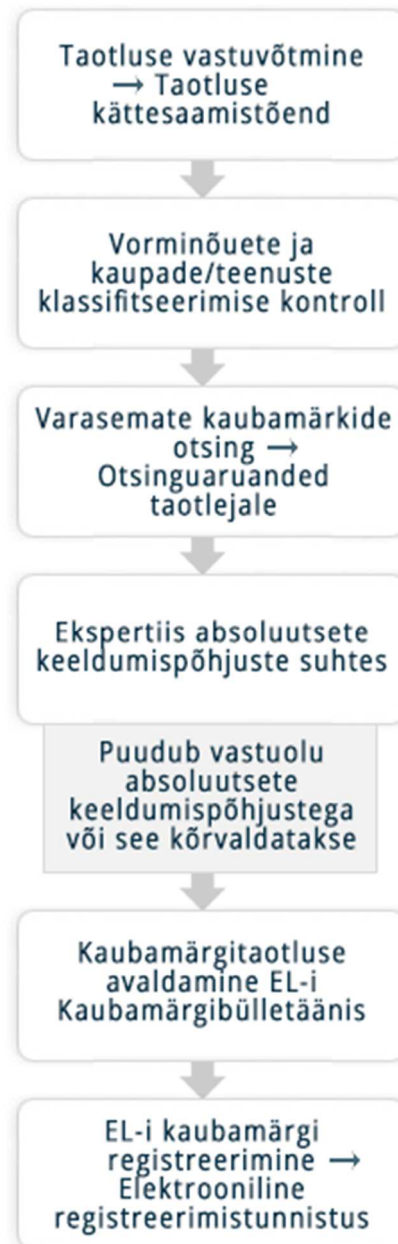 Taotluse vastuvõtmine
→ Taotluse
kättesaamistõend
Vorminõuete ja
kaupade/teenuste
klassifitseerimise kontroll
Varasemate kaubamärkide
otsing →
Otsinguaruanded
taotlejale
Ekspertiis absoluutsete
keeldumispõhjuste suhtes
Puudub vastuolu
absoluutsete
keeldumispõhjustega
või see kõrvaldatakse
Kaubamärgitaotluse
avaldamine EL-i
Kaubamärgibülletäänis
EL-i kaubamärgi
registreerimine →
Elektrooniline
registreerimistunnistus